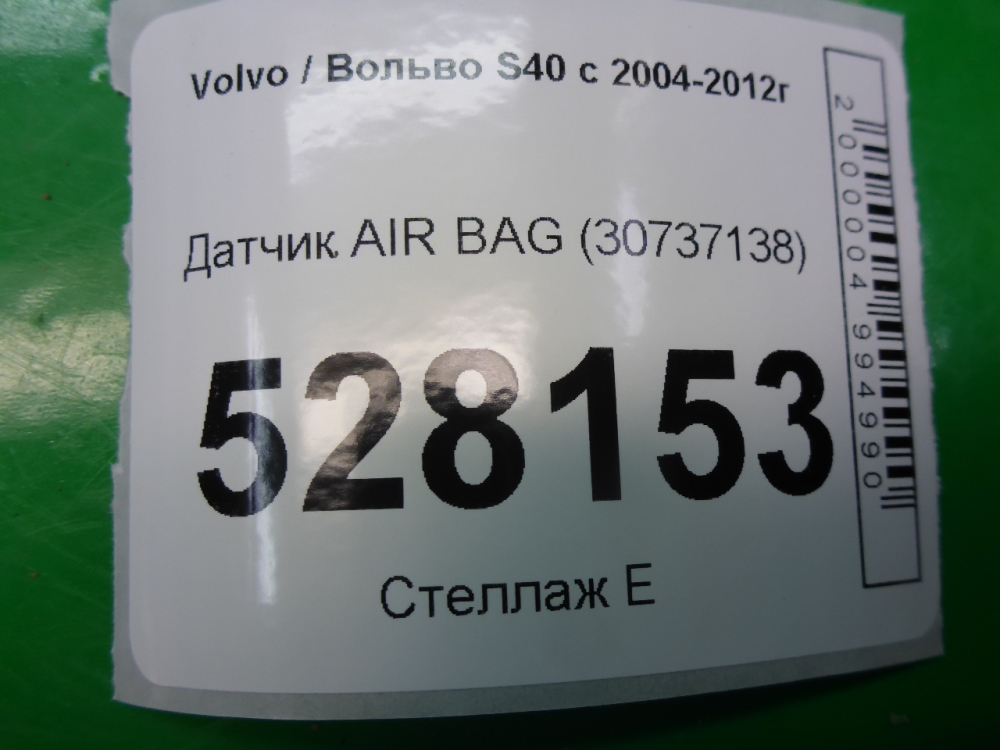 Volvo / Вольво S40 с 2004-2012г
Датчик AIR BAG (30737138)
528153
Стеллаж Е
2000004994990